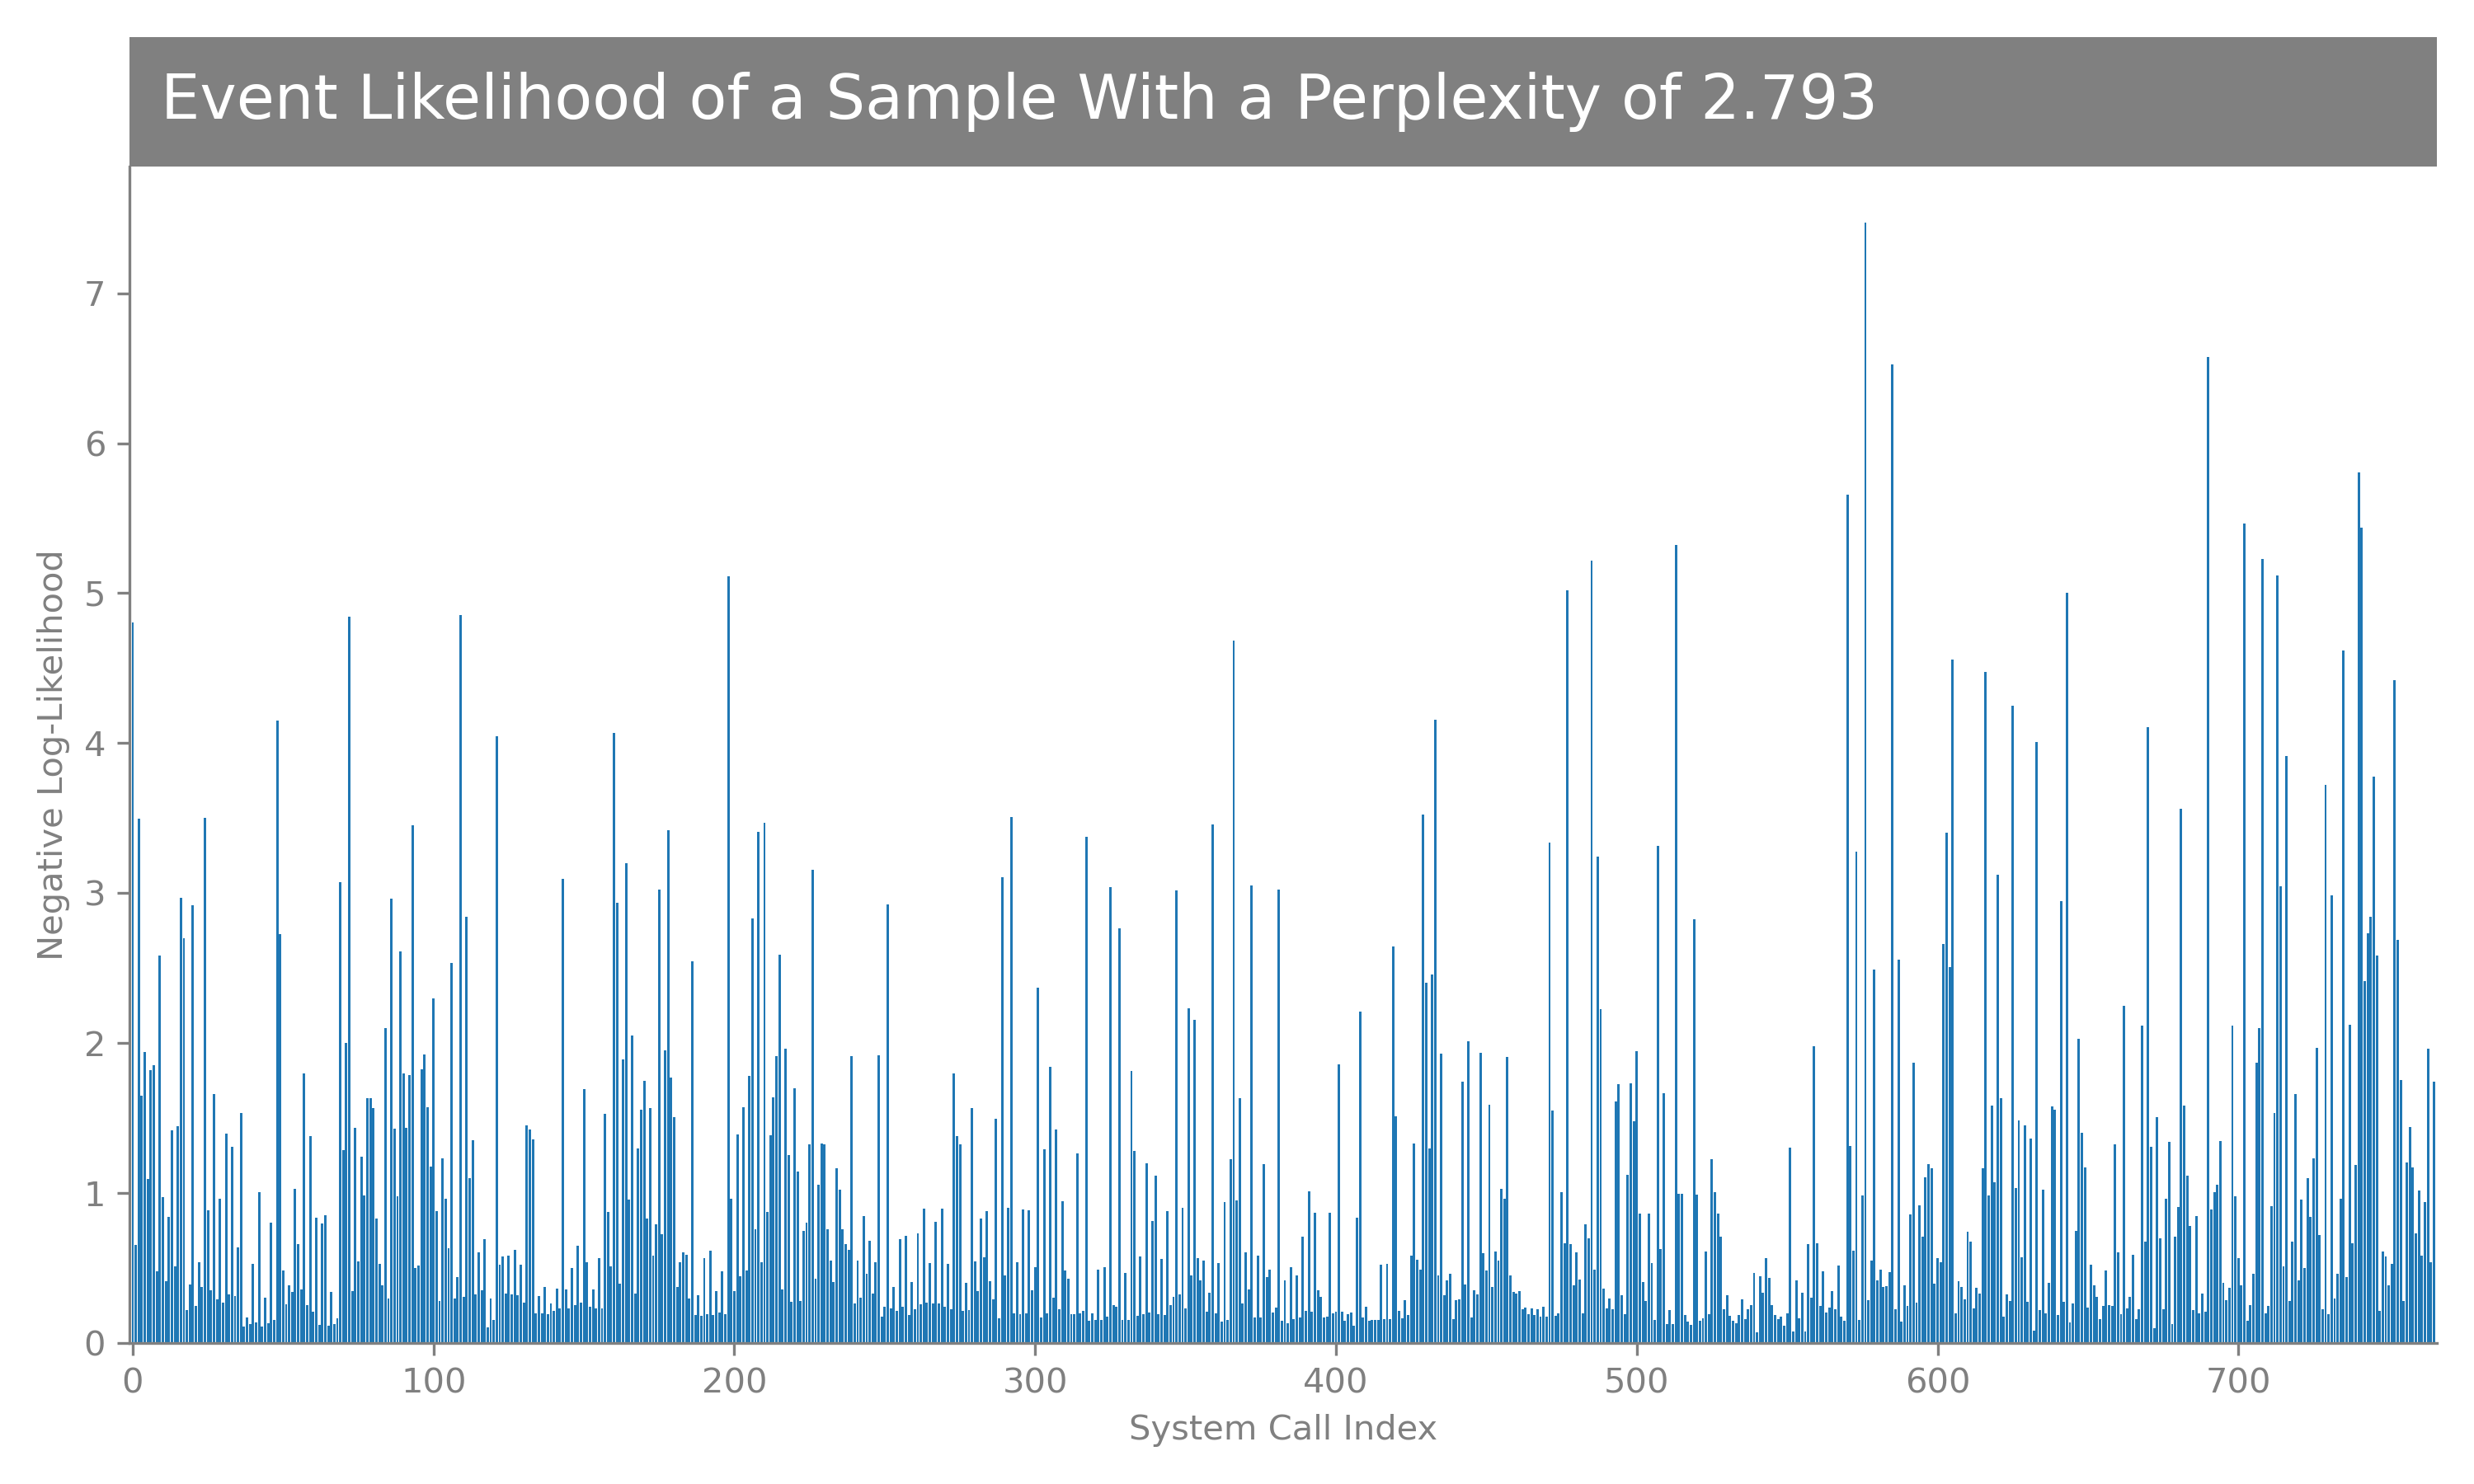 Event Likelihood of a Sample With a Perplexity of 2.793
7
6
5
4
3
2
1
0
Negative Log-Likelihood
0 100 200 300 400 500 600 700
System Call Index